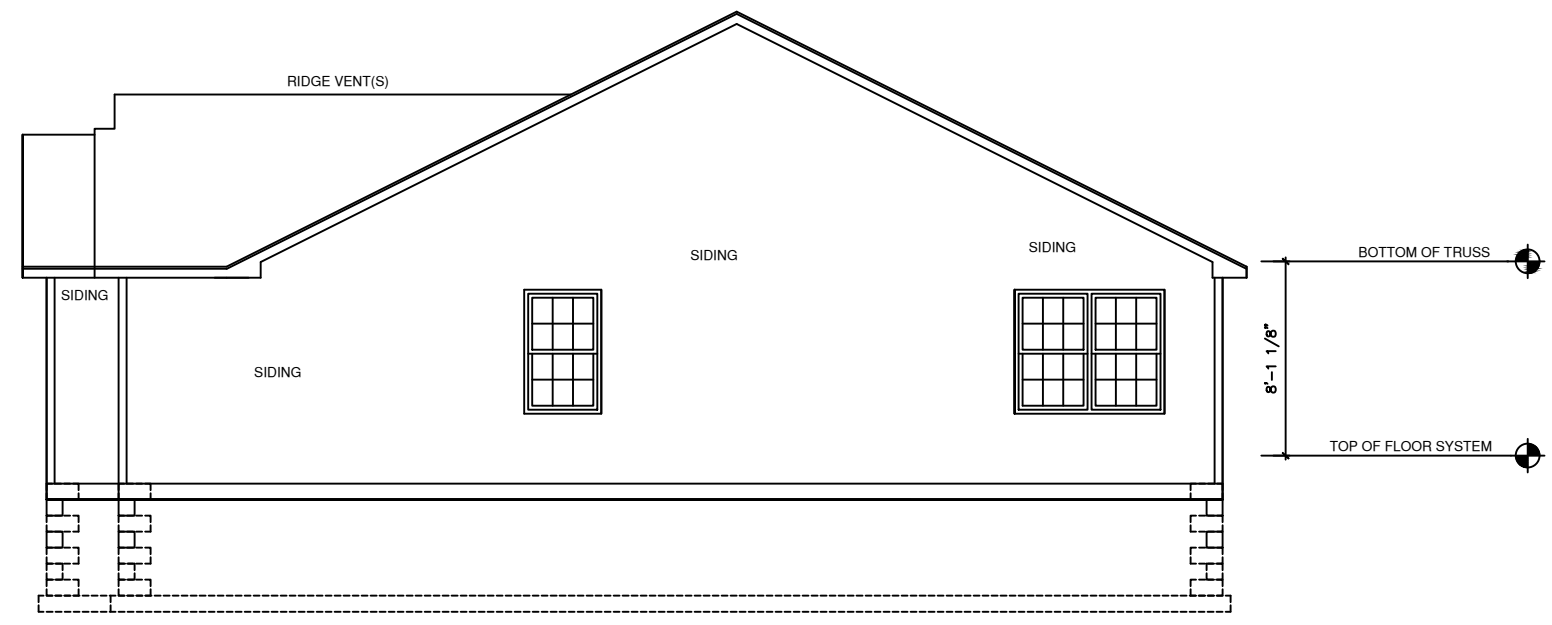 RIDGE VENT(S)
SIDING
SIDING
BOTTOM OF TRUSS
SIDING
8'-1 1/8"
SIDING
TOP OF FLOOR SYSTEM